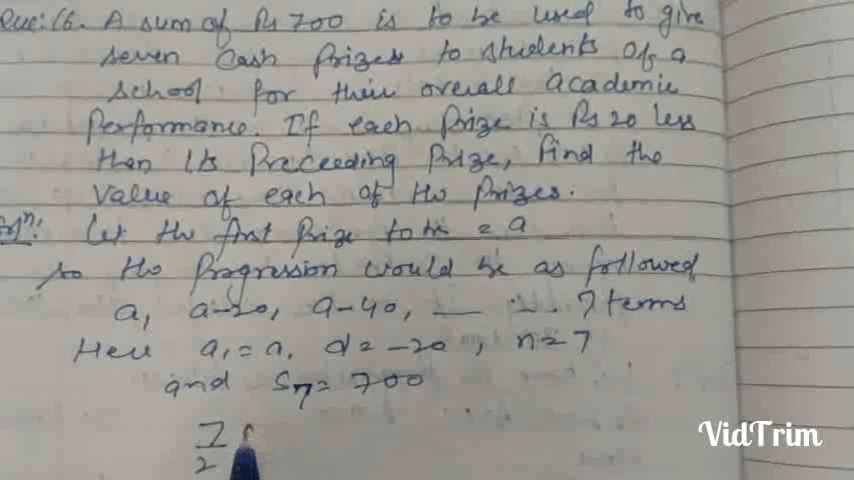 Que: 16. A sum of Rs 700 is to be used to give
seven cash prizes to students of a
school for their overall academic
Performance. If each Prize is Rs 20 less
then its Preceeding Prize, find the
value of each of the prizes.
Solⁿ: Let the first Prize to be = a
so the Progression would be as followed
a, a-20, a-40, __ _ . 7 terms
Here a₁ = a, d = -20, n = 7
and S₇ = 700
7
2
VidTrim